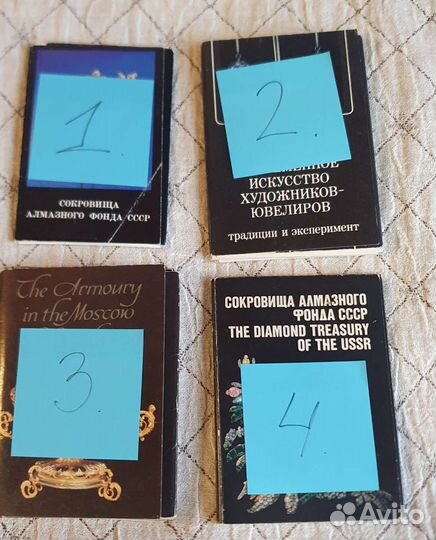 1.
СОКРОВИЩА
АЛМАЗНОГО ФОНДА СССР
2.
ИСКУССТВО
ХУДОЖНИКОВ-
ЮВЕЛИРОВ
традиции и эксперимент
The Armoury
in the Moscow
3.
СОКРОВИЩА АЛМАЗНОГО
ФОНДА СССР
THE DIAMOND TREASURY
OF THE USSR
4.
Avito